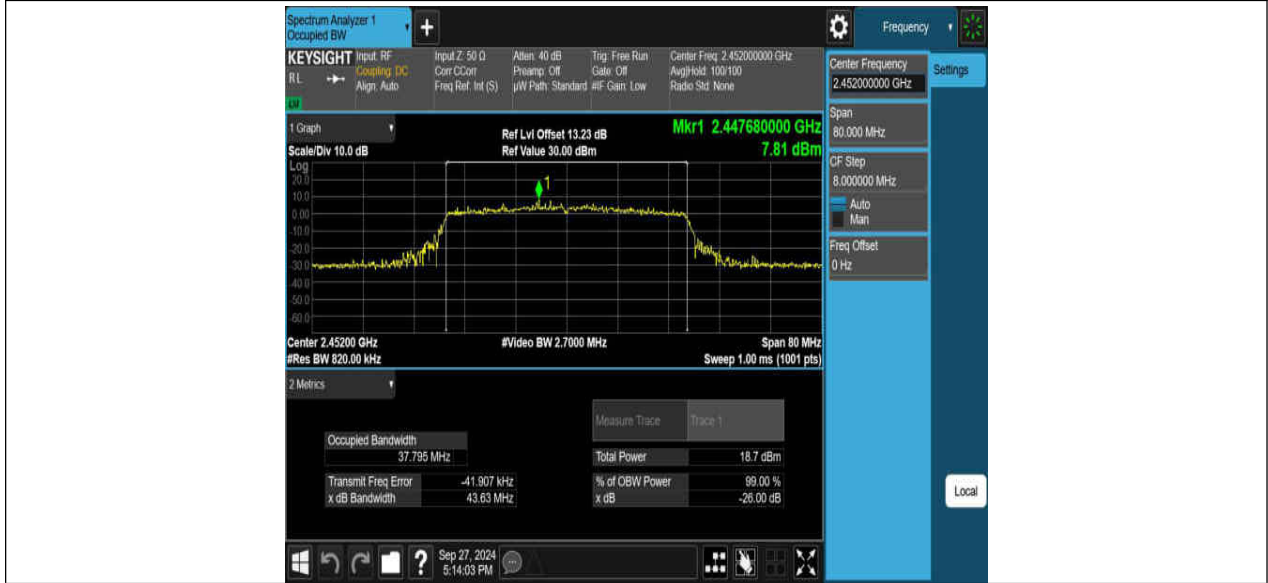 Spectrum Analyzer 1
Occupied BW
+
Frequency
KEYSIGHT
RL
LM
Input: RF
Coupling: DC
Align: Auto
Input Z: 50 Ω
Corr CCorr
Freq Ref: Int (S)
Atten: 40 dB
Preamp: Off
µW Path: Standard
Trig: Free Run
Gate: Off
#IF Gain: Low
Center Freq: 2.452000000 GHz
Avg|Hold: 100/100
Radio Std: None
Center Frequency
2.452000000 GHz
Settings
Span
80.000 MHz
CF Step
8.000000 MHz
Auto
Man
Freq Offset
0 Hz
1 Graph
Scale/Div 10.0 dB
Ref Lvl Offset 13.23 dB
Ref Value 30.00 dBm
Mkr1 2.447680000 GHz
7.81 dBm
Log
20.0
10.0
0.00
-10.0
-20.0
-30.0
-40.0
-50.0
-60.0
1
Center 2.45200 GHz
#Res BW 820.00 kHz
#Video BW 2.7000 MHz
Span 80 MHz
Sweep 1.00 ms (1001 pts)
2 Metrics
Measure Trace Trace 1
Occupied Bandwidth
37.795 MHz
Total Power 18.7 dBm
Transmit Freq Error -41.907 kHz
% of OBW Power 99.00 %
x dB Bandwidth 43.63 MHz
x dB -26.00 dB
Local
?
Sep 27, 2024
5:14:03 PM